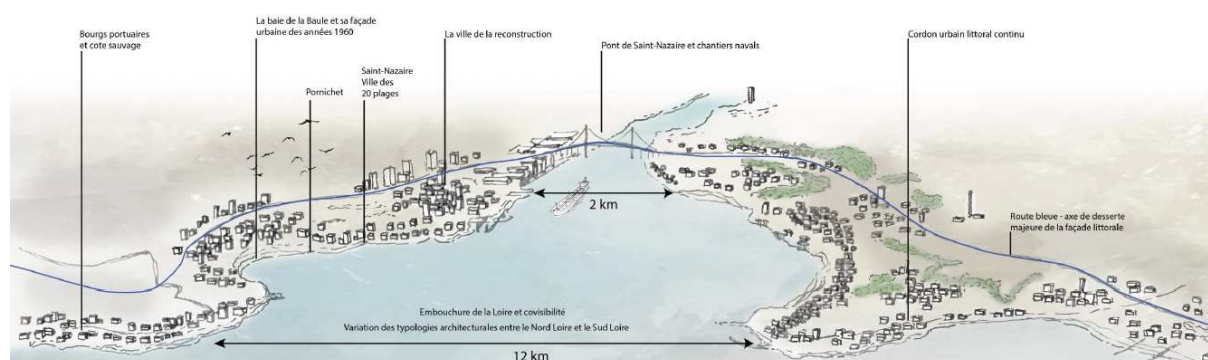 Bourgs portuaires
et cote sauvage
La baie de la Baule et sa façade
urbaine des années 1960
Pornichet
Saint-Nazaire
Ville des
20 plages
La ville de la reconstruction
Pont de Saint-Nazaire et chantiers navals
Cordon urbain littoral continu
2 km
Route bleue - axe de desserte
majeure de la façade littorale
Embouchure de la Loire et covisibilité
Variation des typologies architecturales entre le Nord Loire et le Sud Loire
12 km